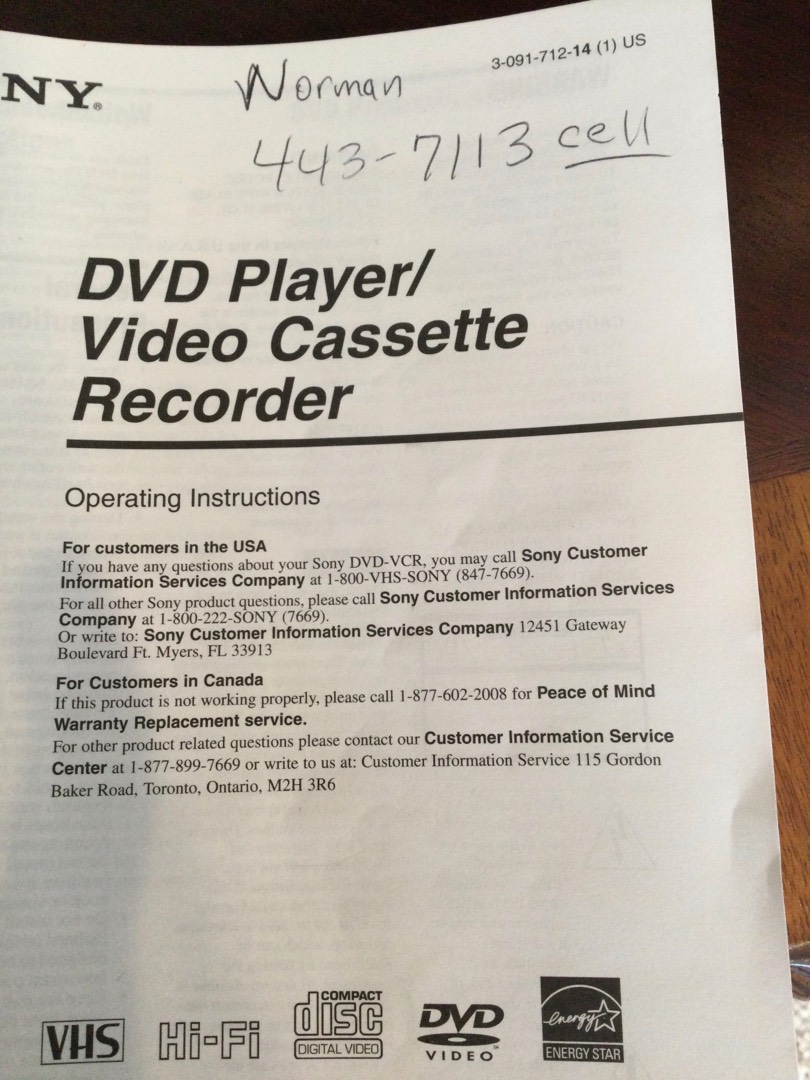 NY®
3-091-712-14 (1) US
Norman
443-7113 cell
DVD Player/
Video Cassette
Recorder
Operating Instructions
For customers in the USA
If you have any questions about your Sony DVD-VCR, you may call Sony Customer
Information Services Company at 1-800-VHS-SONY (847-7669).
For all other Sony product questions, please call Sony Customer Information Services
Company at 1-800-222-SONY (7669).
Or write to: Sony Customer Information Services Company 12451 Gateway
Boulevard Ft. Myers, FL 33913
For Customers in Canada
If this product is not working properly, please call 1-877-602-2008 for Peace of Mind
Warranty Replacement service.
For other product related questions please contact our Customer Information Service
Center at 1-877-899-7669 or write to us at: Customer Information Service 115 Gordon
Baker Road, Toronto, Ontario, M2H 3R6
VHS
Hi-Fi
COMPACT
disc
DIGITAL VIDEO
DVD
VIDEO™
energy
ENERGY STAR